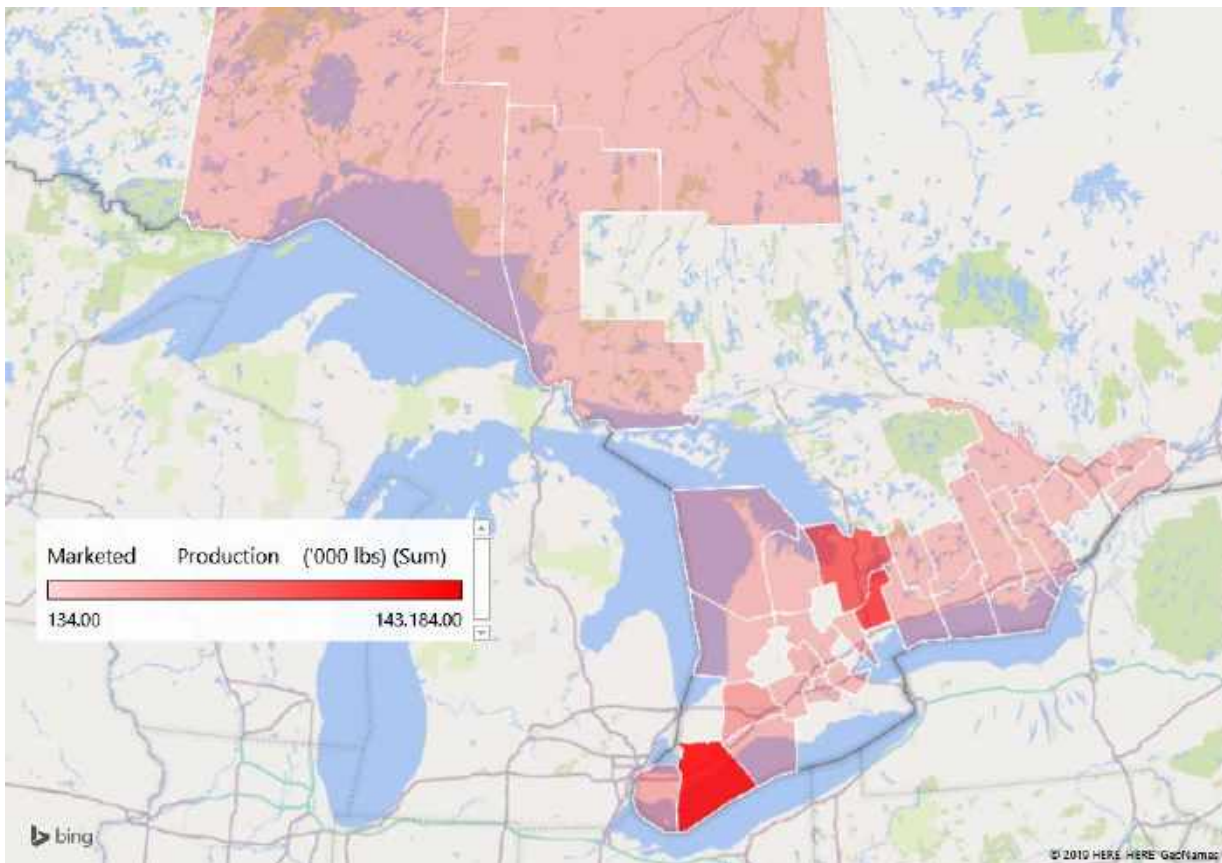 Marketed Production ('000 lbs) (Sum)
134.00 143.184.00
bing
© 2019 HERE, HERE, GeoNames